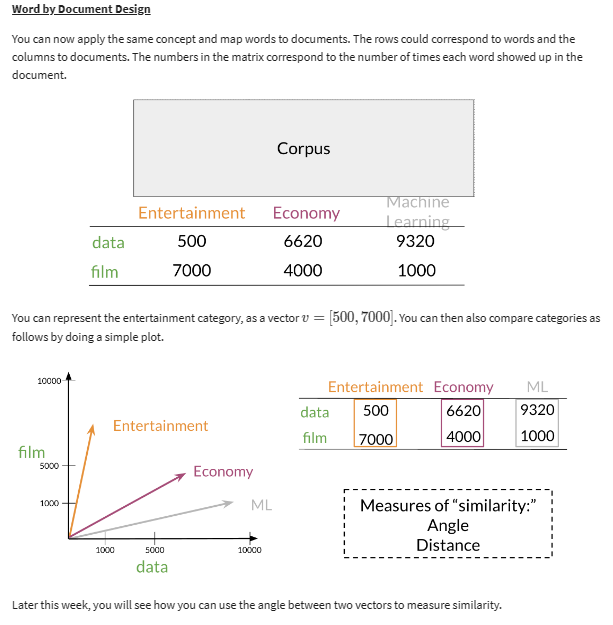 Word by Document Design
You can now apply the same concept and map words to documents. The rows could correspond to words and the
columns to documents. The numbers in the matrix correspond to the number of times each word showed up in the
document.
Corpus
Entertainment Economy Machine
Learning
data 500 6620 9320
film 7000 4000 1000
You can represent the entertainment category, as a vector v = [500, 7000]. You can then also compare categories as
follows by doing a simple plot.
10000
Entertainment
film
5000
Economy
1000
ML
1000 5000 10000
data
Entertainment Economy ML
data 500 6620 9320
film 7000 4000 1000
Measures of “similarity:”
Angle
Distance
Later this week, you will see how you can use the angle between two vectors to measure similarity.